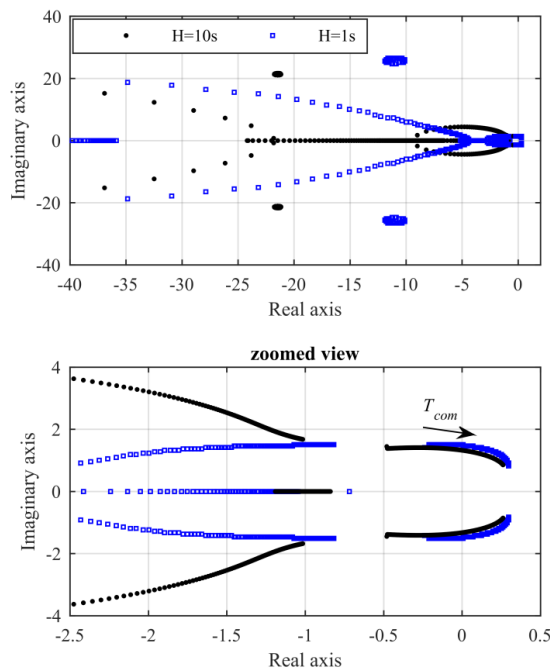 H=10s H=1s
40
20
0
-20
-40
Imaginary axis
-40 -35 -30 -25 -20 -15 -10 -5 0
Real axis
zoomed view
4
2
0
-2
-4
Imaginary axis
T_com
-2.5 -2 -1.5 -1 -0.5 0 0.5
Real axis